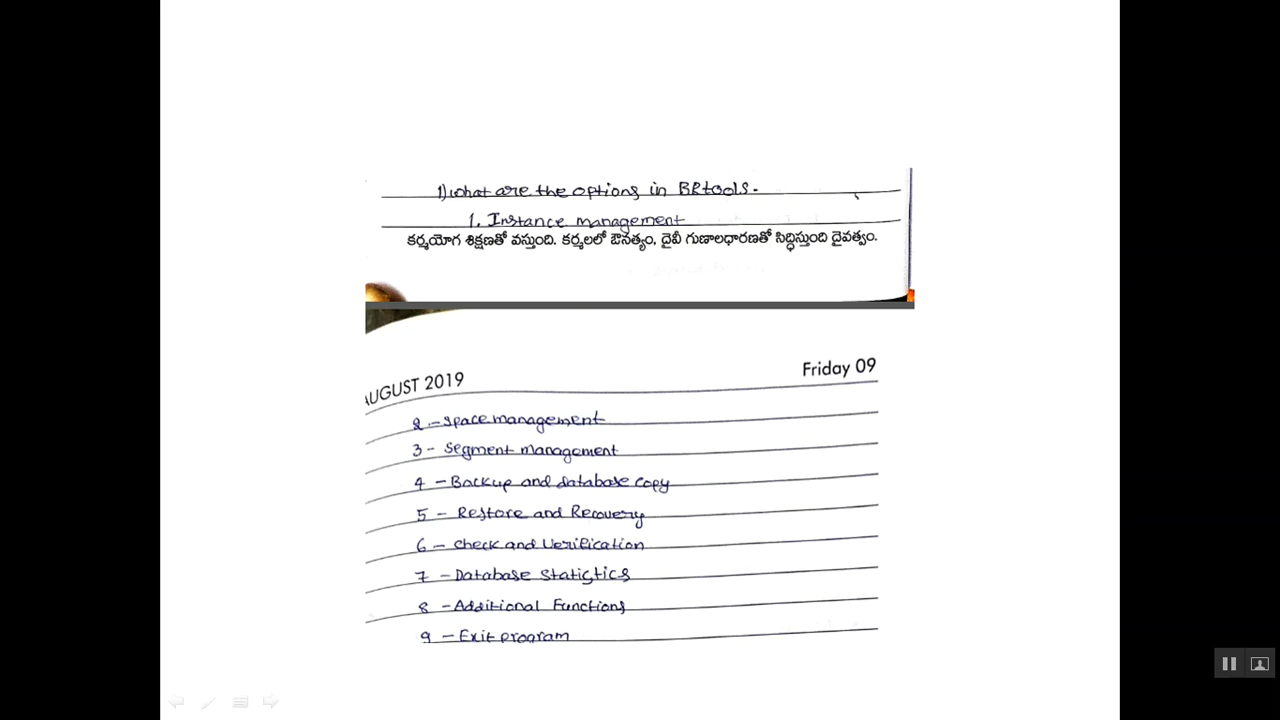 1) what are the options in BRtools.
1. Instance management
కర్మయోగ శిక్షణతో వస్తుంది. కర్మలలో ఔనత్యం, దైవీ గుణాలధారణతో సిద్ధిస్తుంది దైవత్వం.
AUGUST 2019
Friday 09
2 - Space management
3 - Segment management
4 - Backup and database copy
5 - Restore and Recovery
6 - Check and Verification
7 - Database Statistics
8 - Additional Functions
9 - Exit program